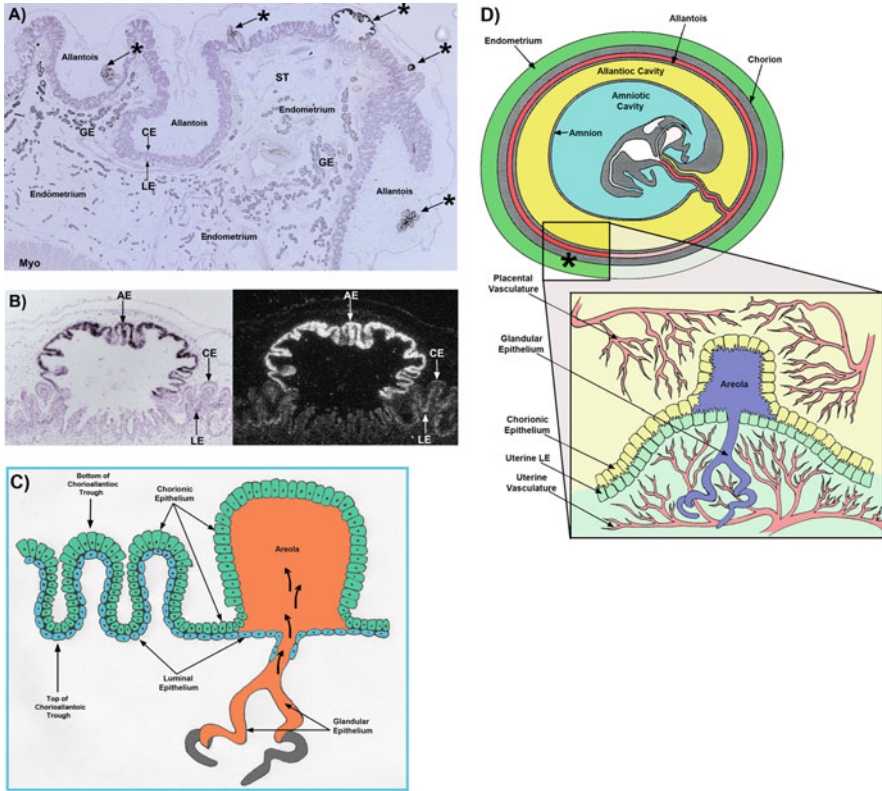 A)
*
*
Allantois
*
*
ST
Endometrium
CE
GE
Allantois
GE
LE
Endometrium
Allantois
*
Endometrium
Myo
B)
AE
CE
LE
AE
CE
LE
C)
Bottom of
Chorioallantioc
Trough
Chorionic Epithelium
Areola
Luminal
Epithelium
Top of
Chorioallantoic
Trough
Glandular
Epithelium
D)
Endometrium
Allantois
Chorion
Allantioc Cavity
Amniotic
Cavity
Amnion
*
Placental
Vasculature
Glandular
Epithelium
Areola
Chorionic
Epithelium
Uterine LE
Uterine
Vasculature